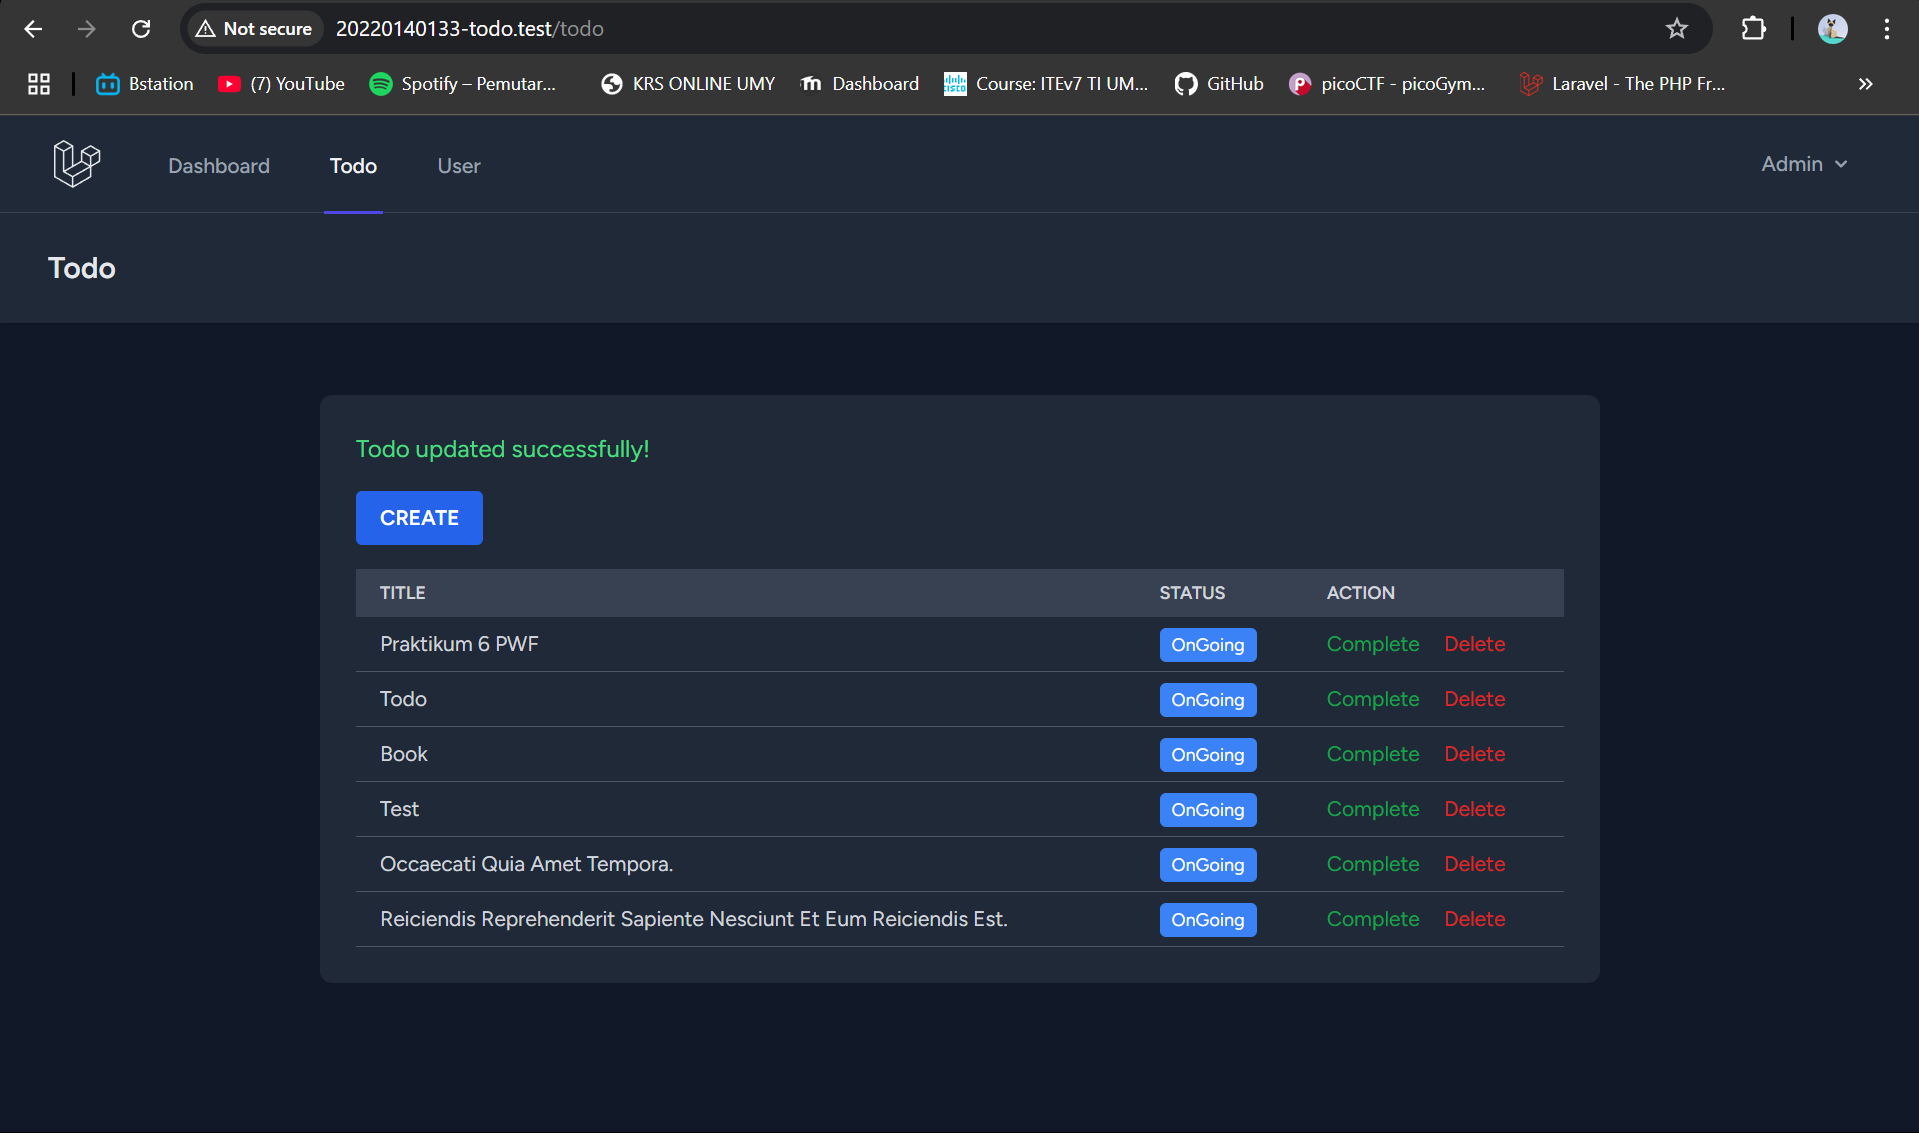 Not secure 20220140133-todo.test/todo
Bstation (7) YouTube Spotify – Pemutar... KRS ONLINE UMY Dashboard Course: ITEv7 TI UM... GitHub picoCTF - picoGym... Laravel - The PHP Fr...
Dashboard Todo User Admin
Todo
Todo updated successfully!
CREATE
TITLE STATUS ACTION
Praktikum 6 PWF OnGoing Complete Delete
Todo OnGoing Complete Delete
Book OnGoing Complete Delete
Test OnGoing Complete Delete
Occaecati Quia Amet Tempora. OnGoing Complete Delete
Reiciendis Reprehenderit Sapiente Nesciunt Et Eum Reiciendis Est. OnGoing Complete Delete